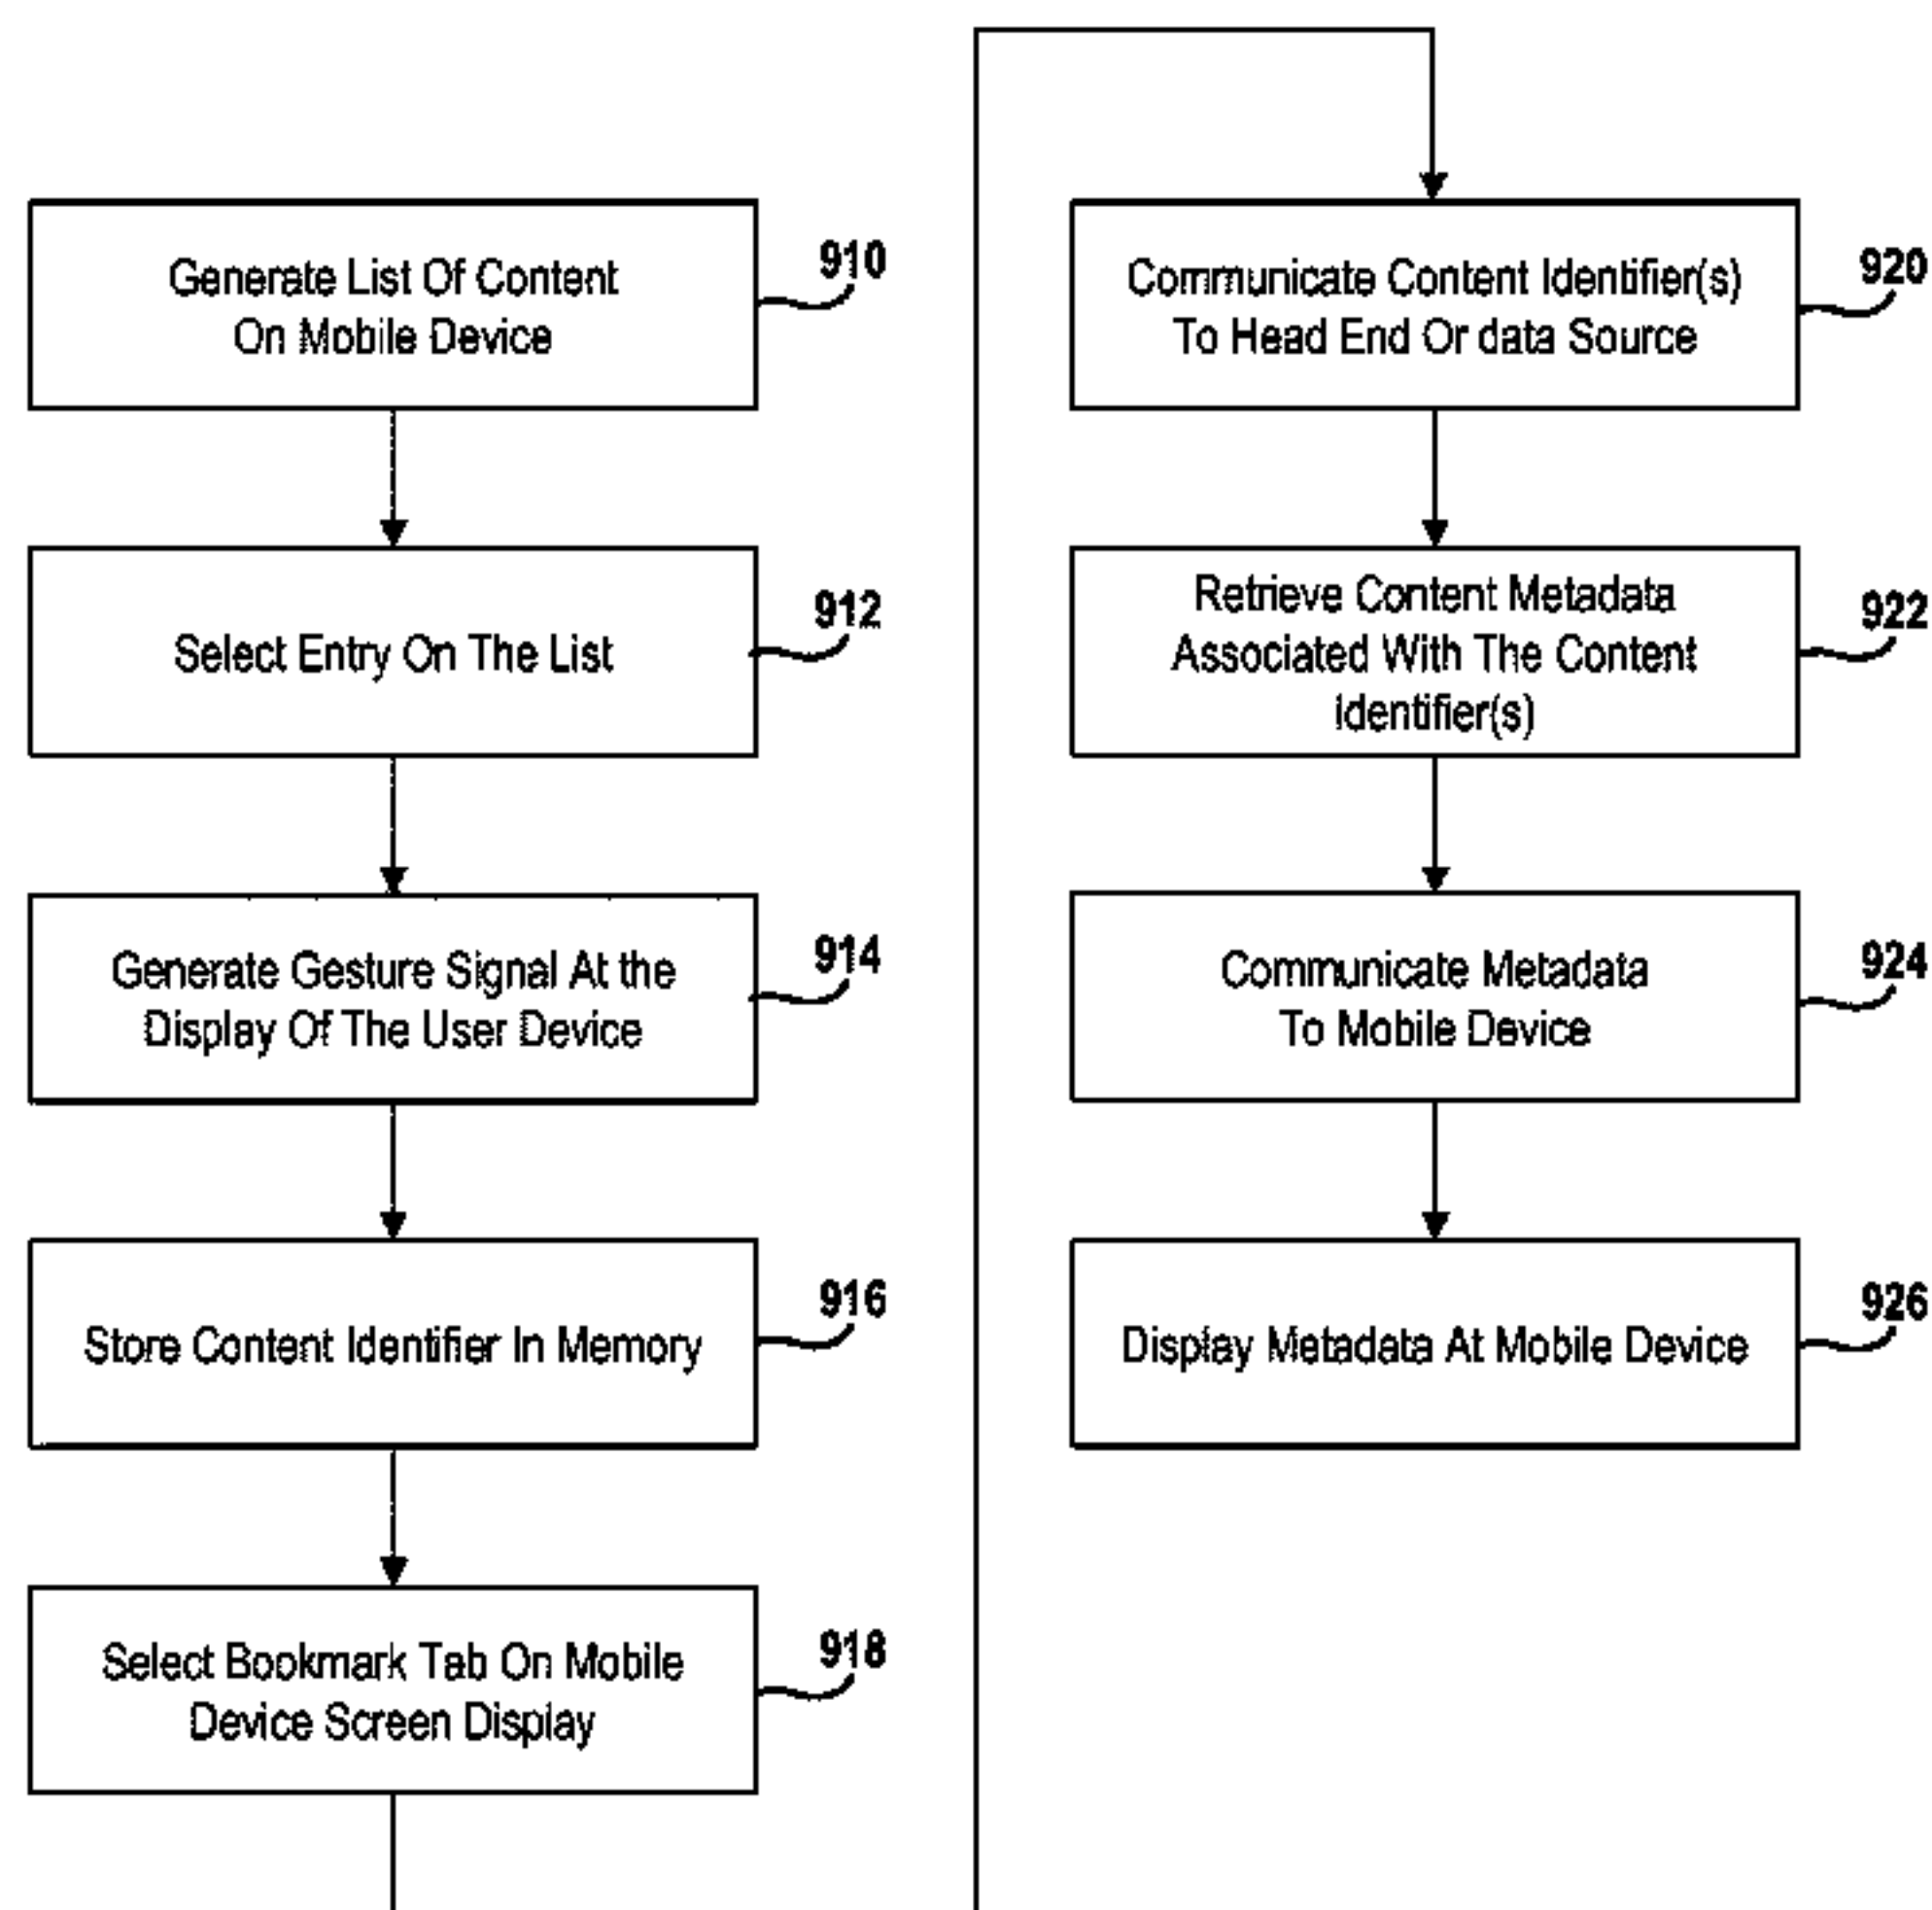 Generate List Of Content
On Mobile Device
910
Select Entry On The List
912
Generate Gesture Signal At the
Display Of The User Device
914
Store Content Identifier In Memory
916
Select Bookmark Tab On Mobile
Device Screen Display
918
Communicate Content Identifier(s)
To Head End Or data Source
920
Retrieve Content Metadata
Associated With The Content
Identifier(s)
922
Communicate Metadata
To Mobile Device
924
Display Metadata At Mobile Device
926